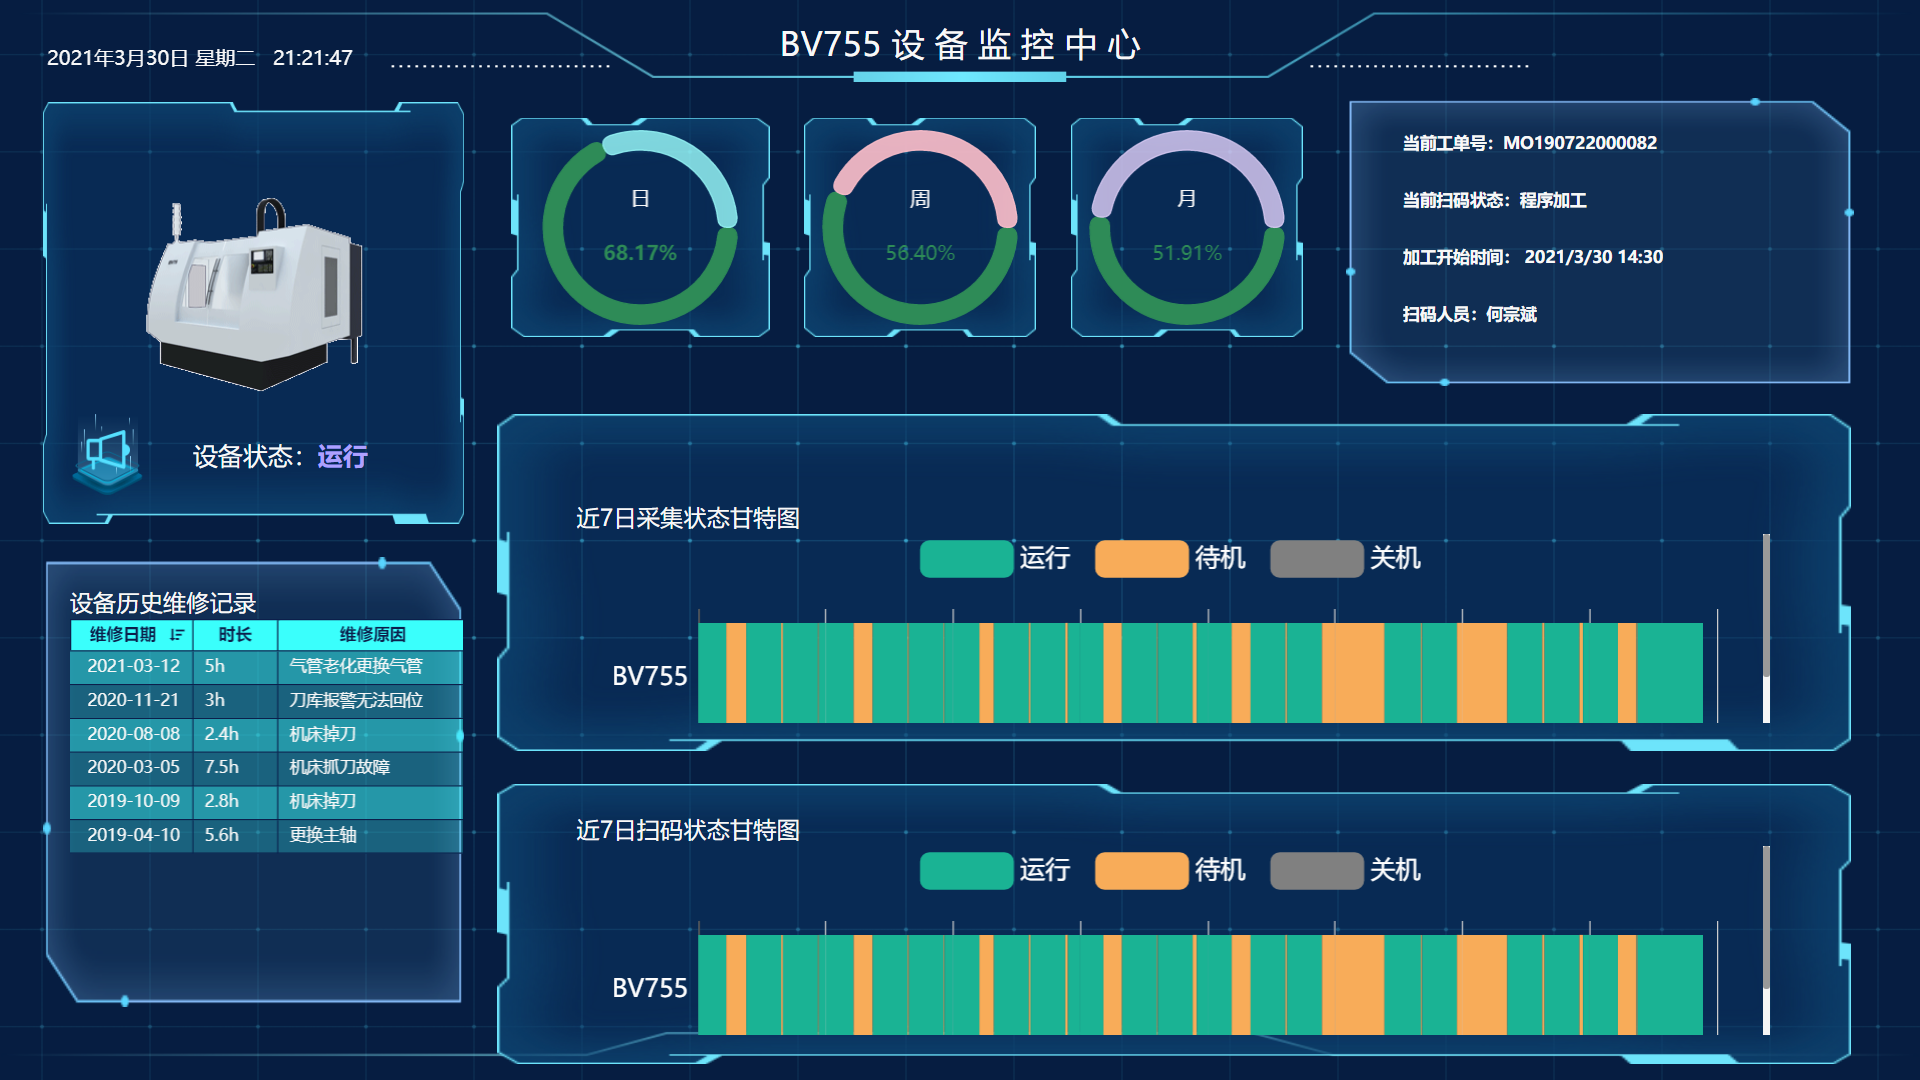 BV755 设 备 监 控 中 心
2021年3月30日 星期二 21:21:47
设备状态：运行
日
68.17%
周
56.40%
月
51.91%
当前工单号：MO190722000082
当前扫码状态：程序加工
加工开始时间： 2021/3/30 14:30
扫码人员：何宗斌
设备历史维修记录
维修日期 时长 维修原因
2021-03-12 5h 气管老化更换气管
2020-11-21 3h 刀库报警无法回位
2020-08-08 2.4h 机床掉刀
2020-03-05 7.5h 机床抓刀故障
2019-10-09 2.8h 机床掉刀
2019-04-10 5.6h 更换主轴
近7日采集状态甘特图
运行 待机 关机
BV755
近7日扫码状态甘特图
运行 待机 关机
BV755